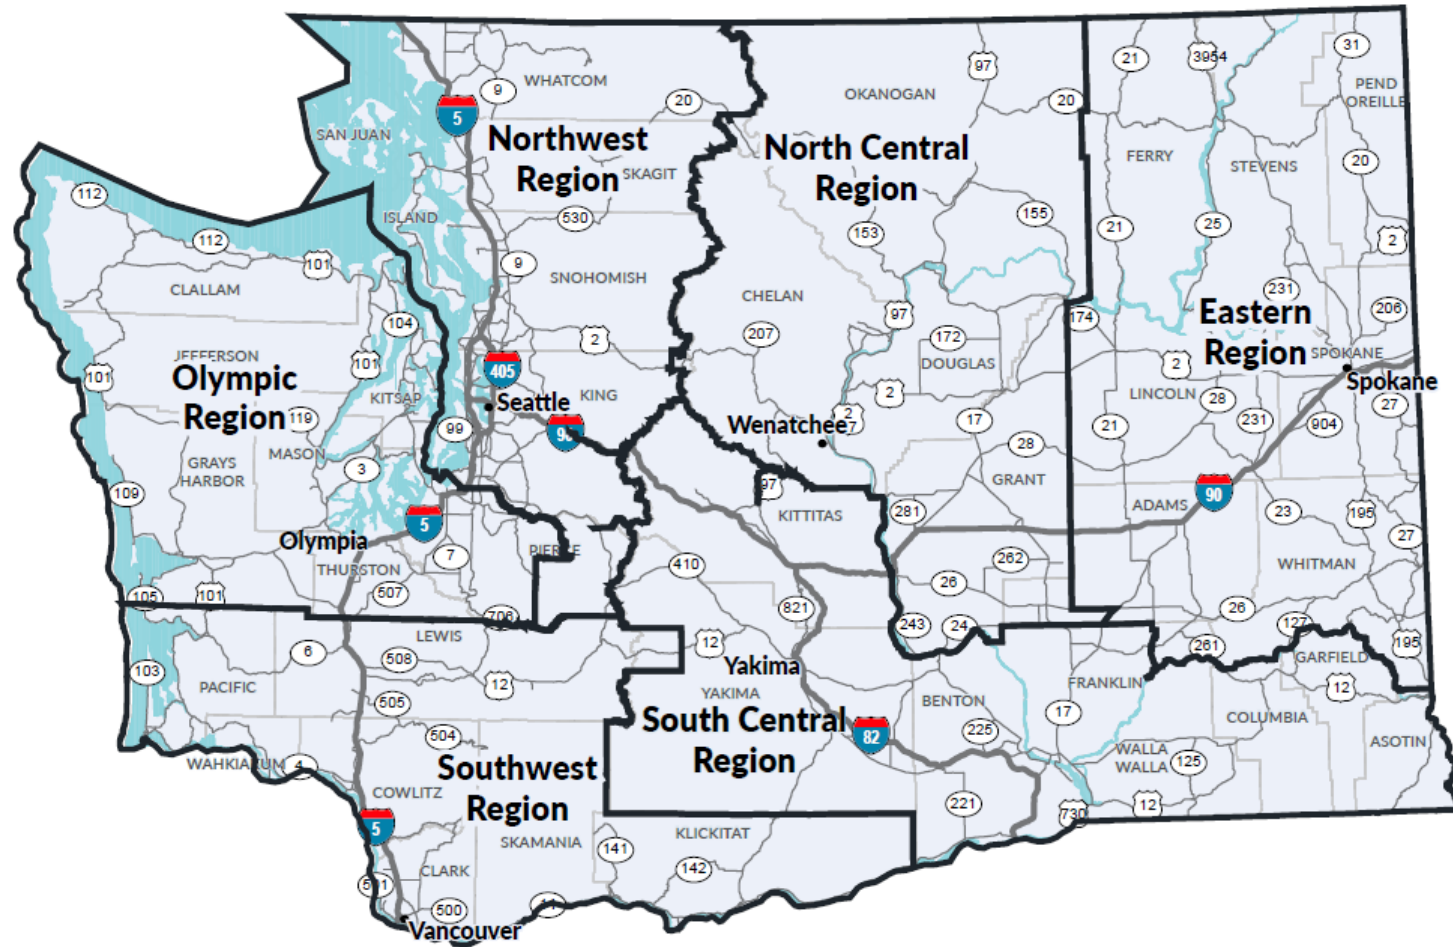 WHATCOM
9
5
20
97
21
3954
31
PEND
OREILLE
OKANOGAN
20
SAN JUAN
Northwest
Region
SKAGIT
North Central
Region
FERRY
STEVENS
20
112
ISLAND
530
155
153
21
25
2
112
101
9
SNOHOMISH
CLALLAM
CHELAN
231
104
97
174
Eastern
Region
206
JEFFERSON
101
101
2
207
172
DOUGLAS
2
SPOKANE
Olympic
Region
405
KITSAP
KING
2
LINCOLN
Spokane
119
Seattle
28
27
99
Wenatchee
2
17
21
231
904
MASON
3
28
GRAYS
HARBOR
109
97
GRANT
ADAMS
90
5
KITTITAS
281
23
195
Olympia
7
PIERCE
27
THURSTON
410
262
WHITMAN
105
101
507
706
821
26
26
243
24
127
LEWIS
12
261
195
6
508
GARFIELD
103
PACIFIC
12
Yakima
YAKIMA
BENTON
FRANKLIN
12
505
17
COLUMBIA
504
South Central
Region
82
225
ASOTIN
WALLA
WALLA
125
WAHKIAKUM
4
Southwest
Region
COWLITZ
221
730
12
5
SKAMANIA
KLICKITAT
141
142
CLARK
501
500
Vancouver